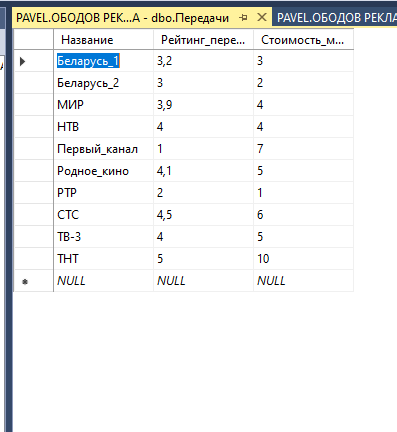 PAVEL.ОБОДОВ РЕК...А - dbo.Передачи PAVEL.ОБОДОВ РЕКЛА
Название Рейтинг_пере... Стоимость_м...
Беларусь_1 3,2 3
Беларусь_2 3 2
МИР 3,9 4
НТВ 4 4
Первый_канал 1 7
Родное_кино 4,1 5
РТР 2 1
СТС 4,5 6
ТВ-3 4 5
ТНТ 5 10
NULL NULL NULL